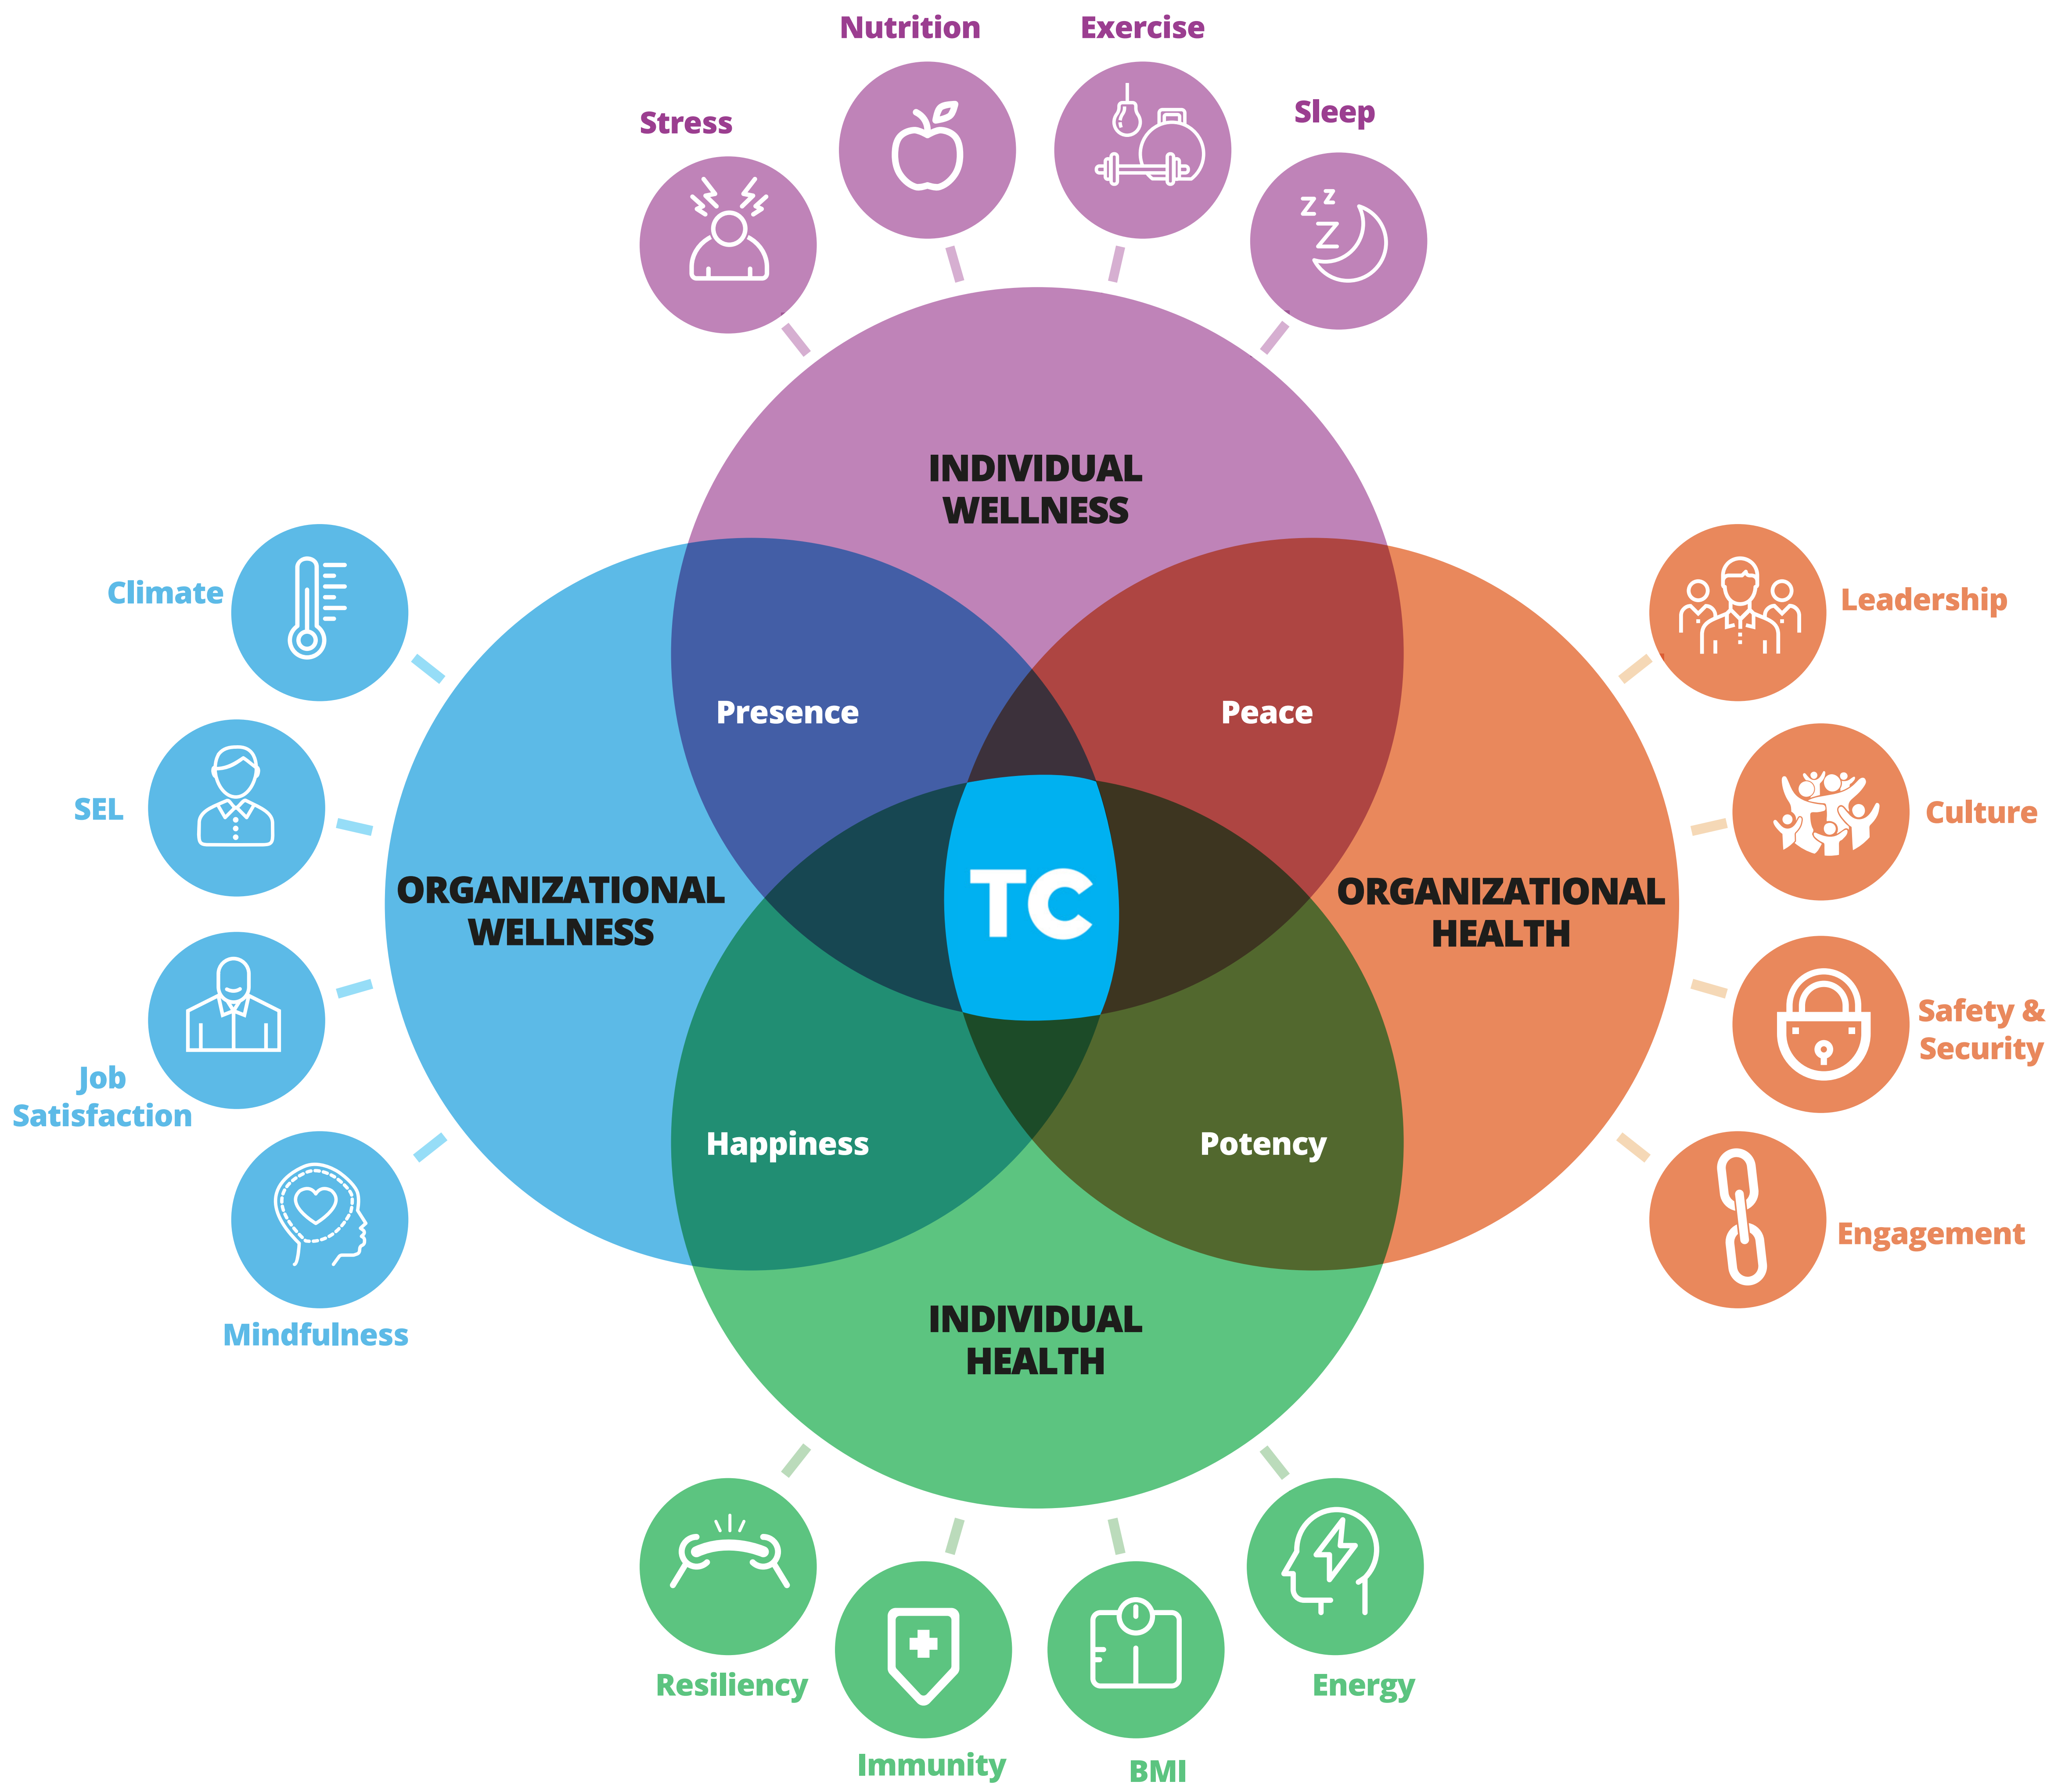 Nutrition
Exercise
Stress
Sleep
z
z
z
INDIVIDUAL
WELLNESS
Climate
Leadership
Presence
Peace
SEL
Culture
ORGANIZATIONAL
WELLNESS
TC
ORGANIZATIONAL
HEALTH
Job
Satisfaction
Safety &
Security
Happiness
Potency
Mindfulness
Engagement
INDIVIDUAL
HEALTH
Resiliency
Energy
Immunity
BMI